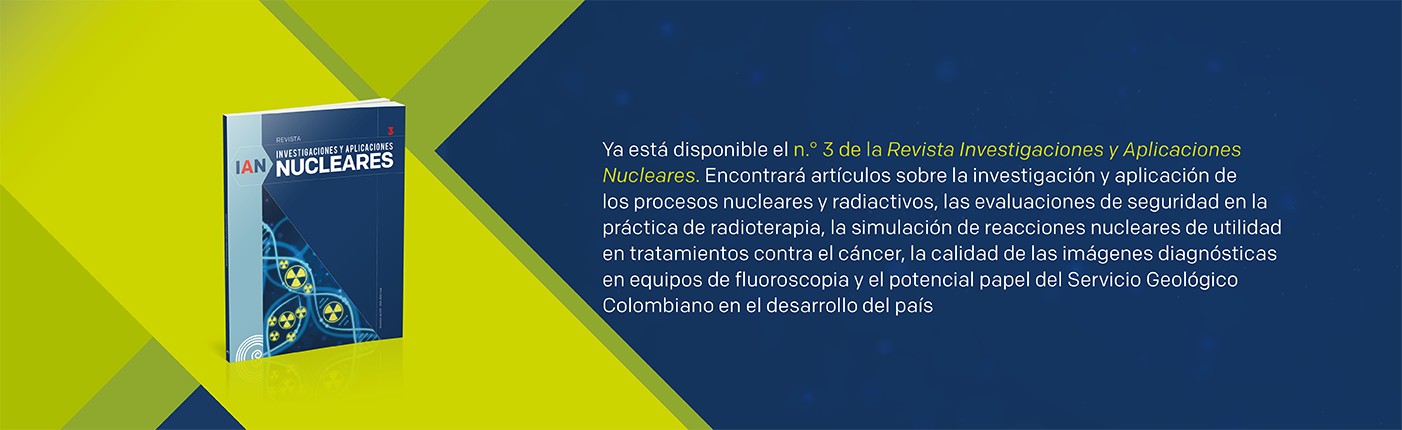 REVISTA
3
IAN
INVESTIGACIONES Y APLICACIONES
NUCLEARES
Ya está disponible el n.° 3 de la Revista Investigaciones y Aplicaciones
Nucleares. Encontrará artículos sobre la investigación y aplicación de
los procesos nucleares y radiactivos, las evaluaciones de seguridad en la
práctica de radioterapia, la simulación de reacciones nucleares de utilidad
en tratamientos contra el cáncer, la calidad de las imágenes diagnósticas
en equipos de fluoroscopia y el potencial papel del Servicio Geológico
Colombiano en el desarrollo del país